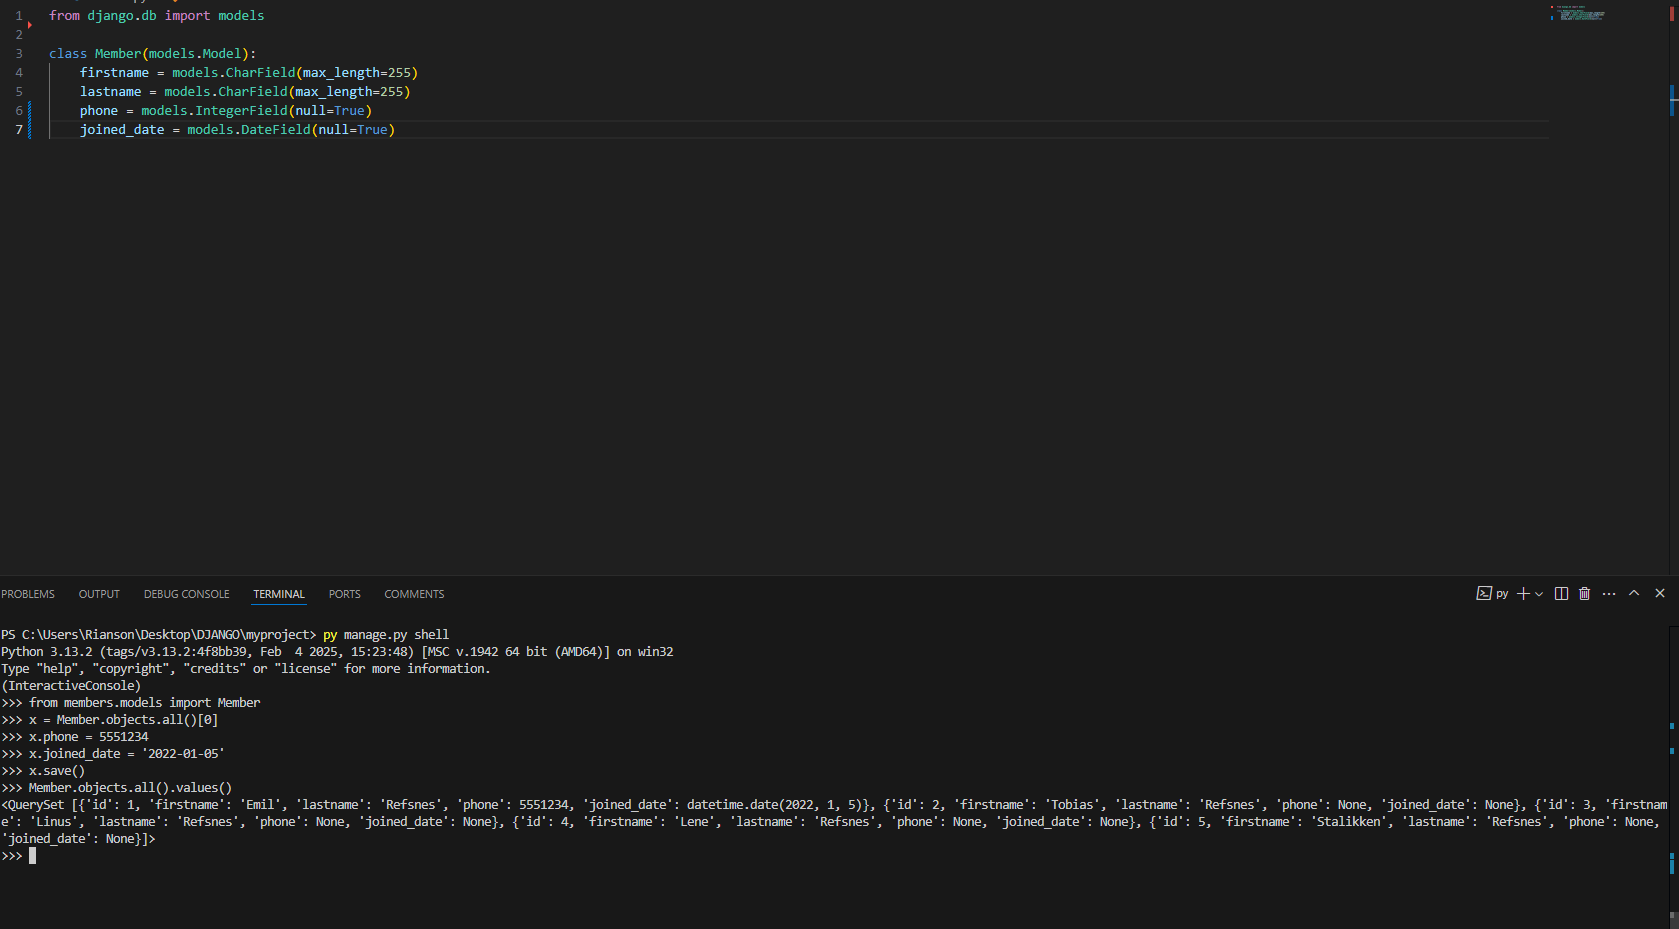 1 from django.db import models
2
3 class Member(models.Model):
4 firstname = models.CharField(max_length=255)
5 lastname = models.CharField(max_length=255)
6 phone = models.IntegerField(null=True)
7 joined_date = models.DateField(null=True)
PROBLEMS OUTPUT DEBUG CONSOLE TERMINAL PORTS COMMENTS py
PS C:\Users\Rianson\Desktop\DJANGO\myproject> py manage.py shell
Python 3.13.2 (tags/v3.13.2:4f8bb39, Feb  4 2025, 15:23:48) [MSC v.1942 64 bit (AMD64)] on win32
Type "help", "copyright", "credits" or "license" for more information.
(InteractiveConsole)
>>> from members.models import Member
>>> x = Member.objects.all()[0]
>>> x.phone = 5551234
>>> x.joined_date = '2022-01-05'
>>> x.save()
>>> Member.objects.all().values()
<QuerySet [{'id': 1, 'firstname': 'Emil', 'lastname': 'Refsnes', 'phone': 5551234, 'joined_date': datetime.date(2022, 1, 5)}, {'id': 2, 'firstname': 'Tobias', 'lastname': 'Refsnes', 'phone': None, 'joined_date': None}, {'id': 3, 'firstnam
e': 'Linus', 'lastname': 'Refsnes', 'phone': None, 'joined_date': None}, {'id': 4, 'firstname': 'Lene', 'lastname': 'Refsnes', 'phone': None, 'joined_date': None}, {'id': 5, 'firstname': 'Stalikken', 'lastname': 'Refsnes', 'phone': None,
'joined_date': None}]>
>>>